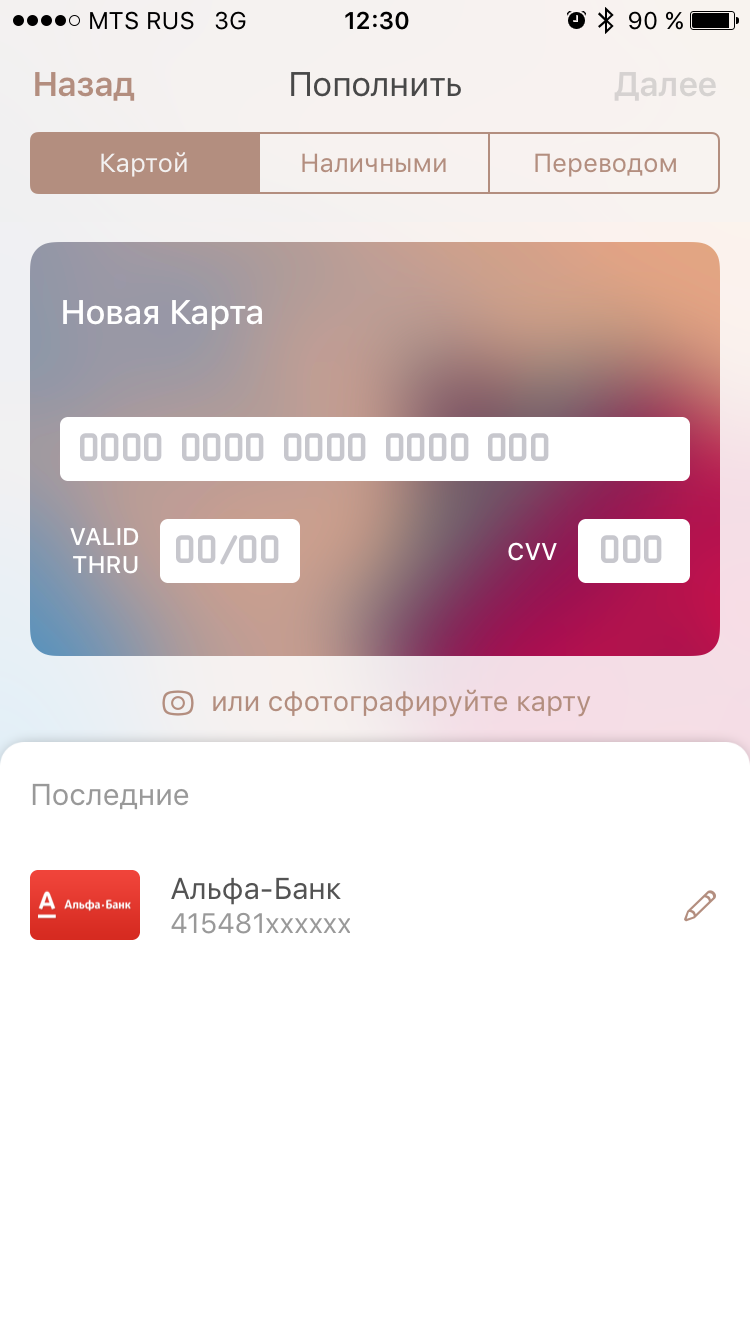 MTS RUS 3G 12:30 90 %
Назад Пополнить Далее
Картой Наличными Переводом
Новая Карта
0000 0000 0000 0000 000
VALID
THRU
00/00
CVV
000
или сфотографируйте карту
Последние
Альфа-Банк
415481xxxxxx
А Альфа·Банк